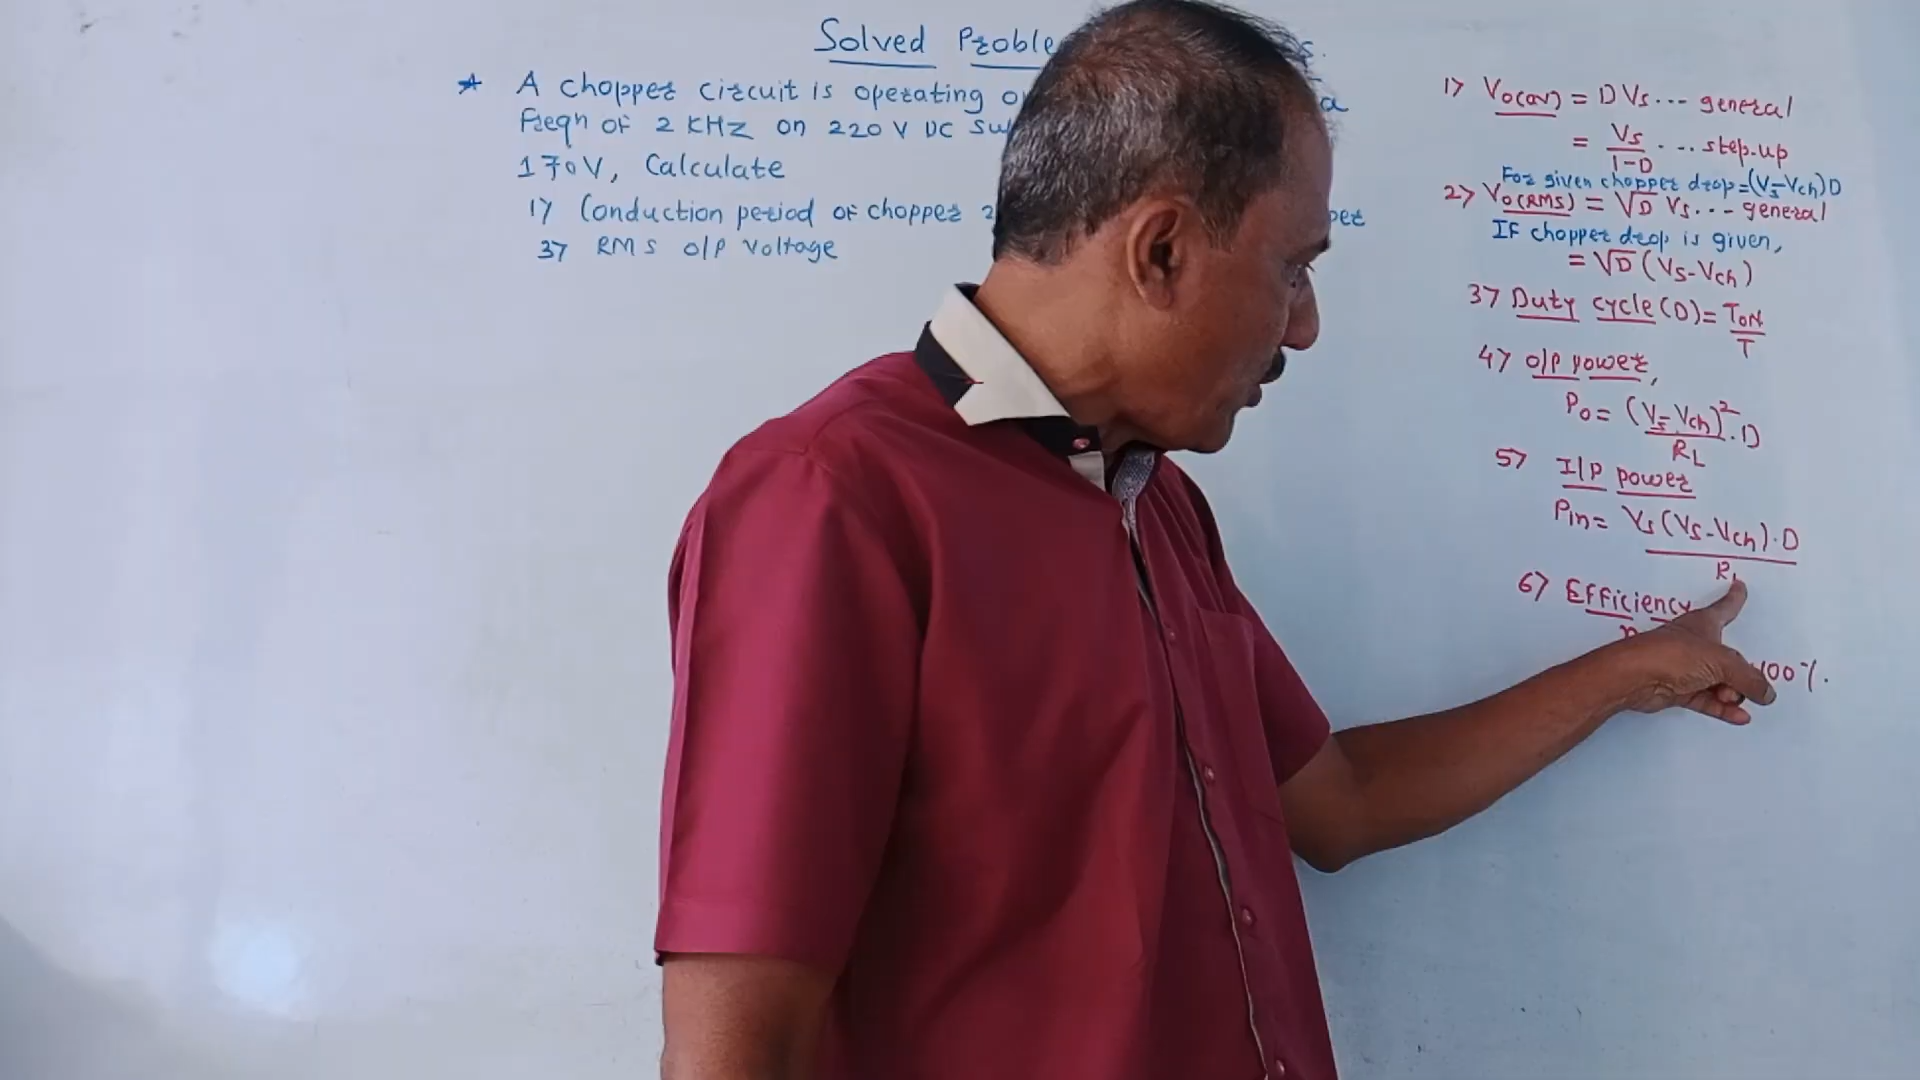 Solved Proble
* A chopper circuit is operating o
Freqn of 2 KHZ on 220 V DC Su a
170V, Calculate
1) Conduction period of chopper 2
3) RMS o/p voltage
1) Vo(av) = D Vs ... general
= Vs/1-D ... step-up
For given chopper drop = (Vs-Vch) D
2) Vo(RMS) = √D Vs ... general
IF chopper drop is given,
= √D (Vs-Vch)
3) Duty cycle (D) = TON/T
4) O/P power,
Po = (Vs-Vch)²/RL . D
5) I/P power
Pin = Vs(Vs-Vch).D/RL
6) Efficiency
100%.